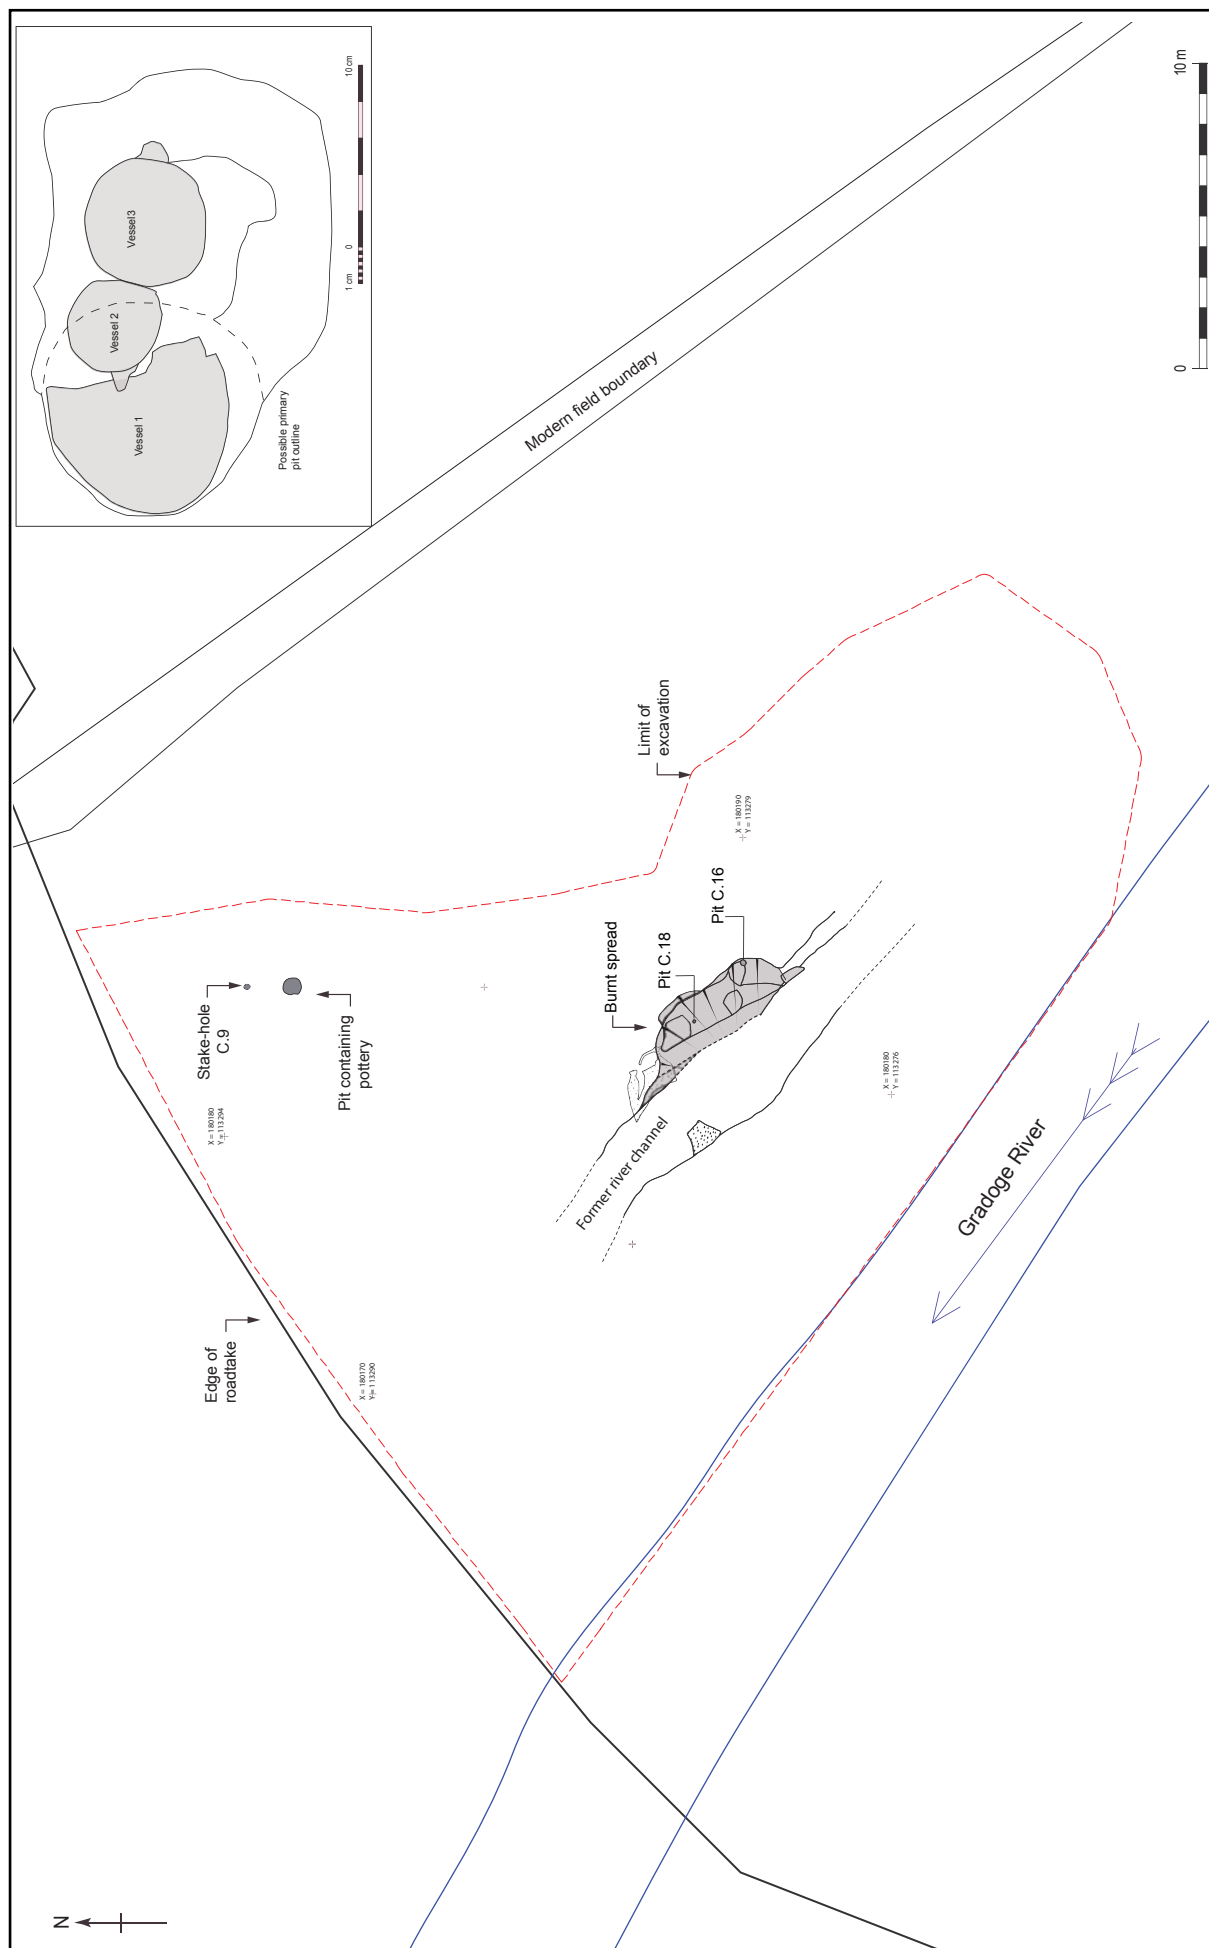 N
Edge of
roadtake
X = 180170
Y = 113290
X = 180180
Y = 113294
Stake-hole
C.9
Pit containing
pottery
Former river channel
Burnt spread
Pit C.18
Pit C.16
Limit of
excavation
X = 180190
Y = 113279
X = 180180
Y = 113276
Gradoge River
Modern field boundary
Vessel 1
Vessel 2
Vessel3
Possible primary
pit outline
1 cm
0
10 cm
0
10 m